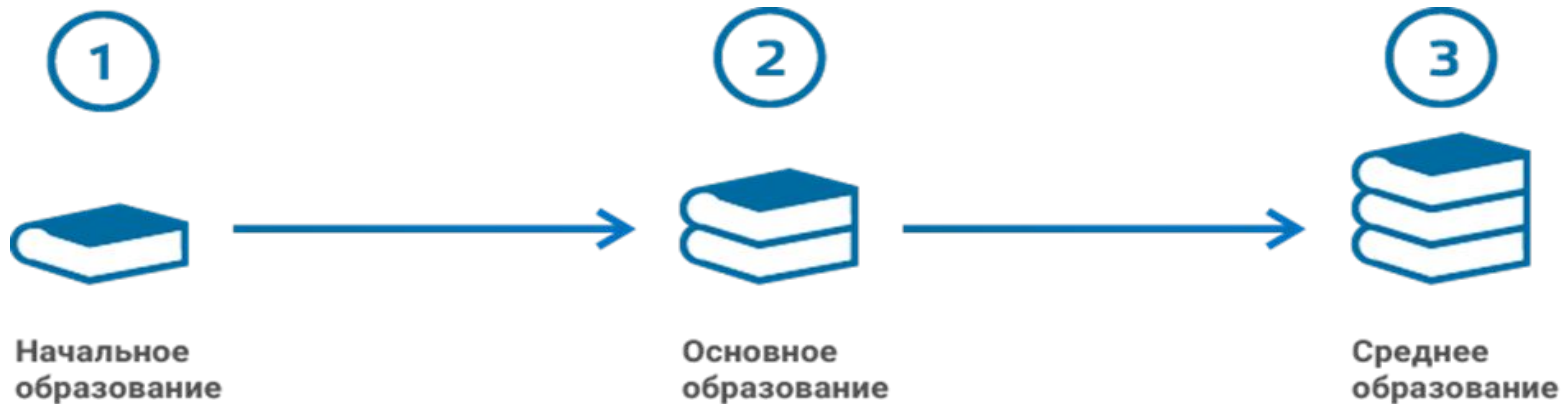 1
2
3
Начальное
образование
Основное
образование
Среднее
образование